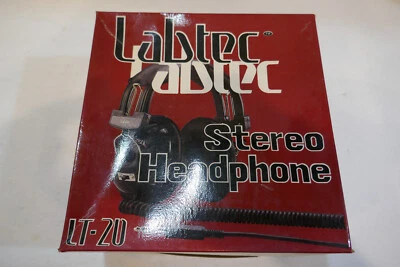 Labtec®
Labtec
Stereo
Headphone
LT-20